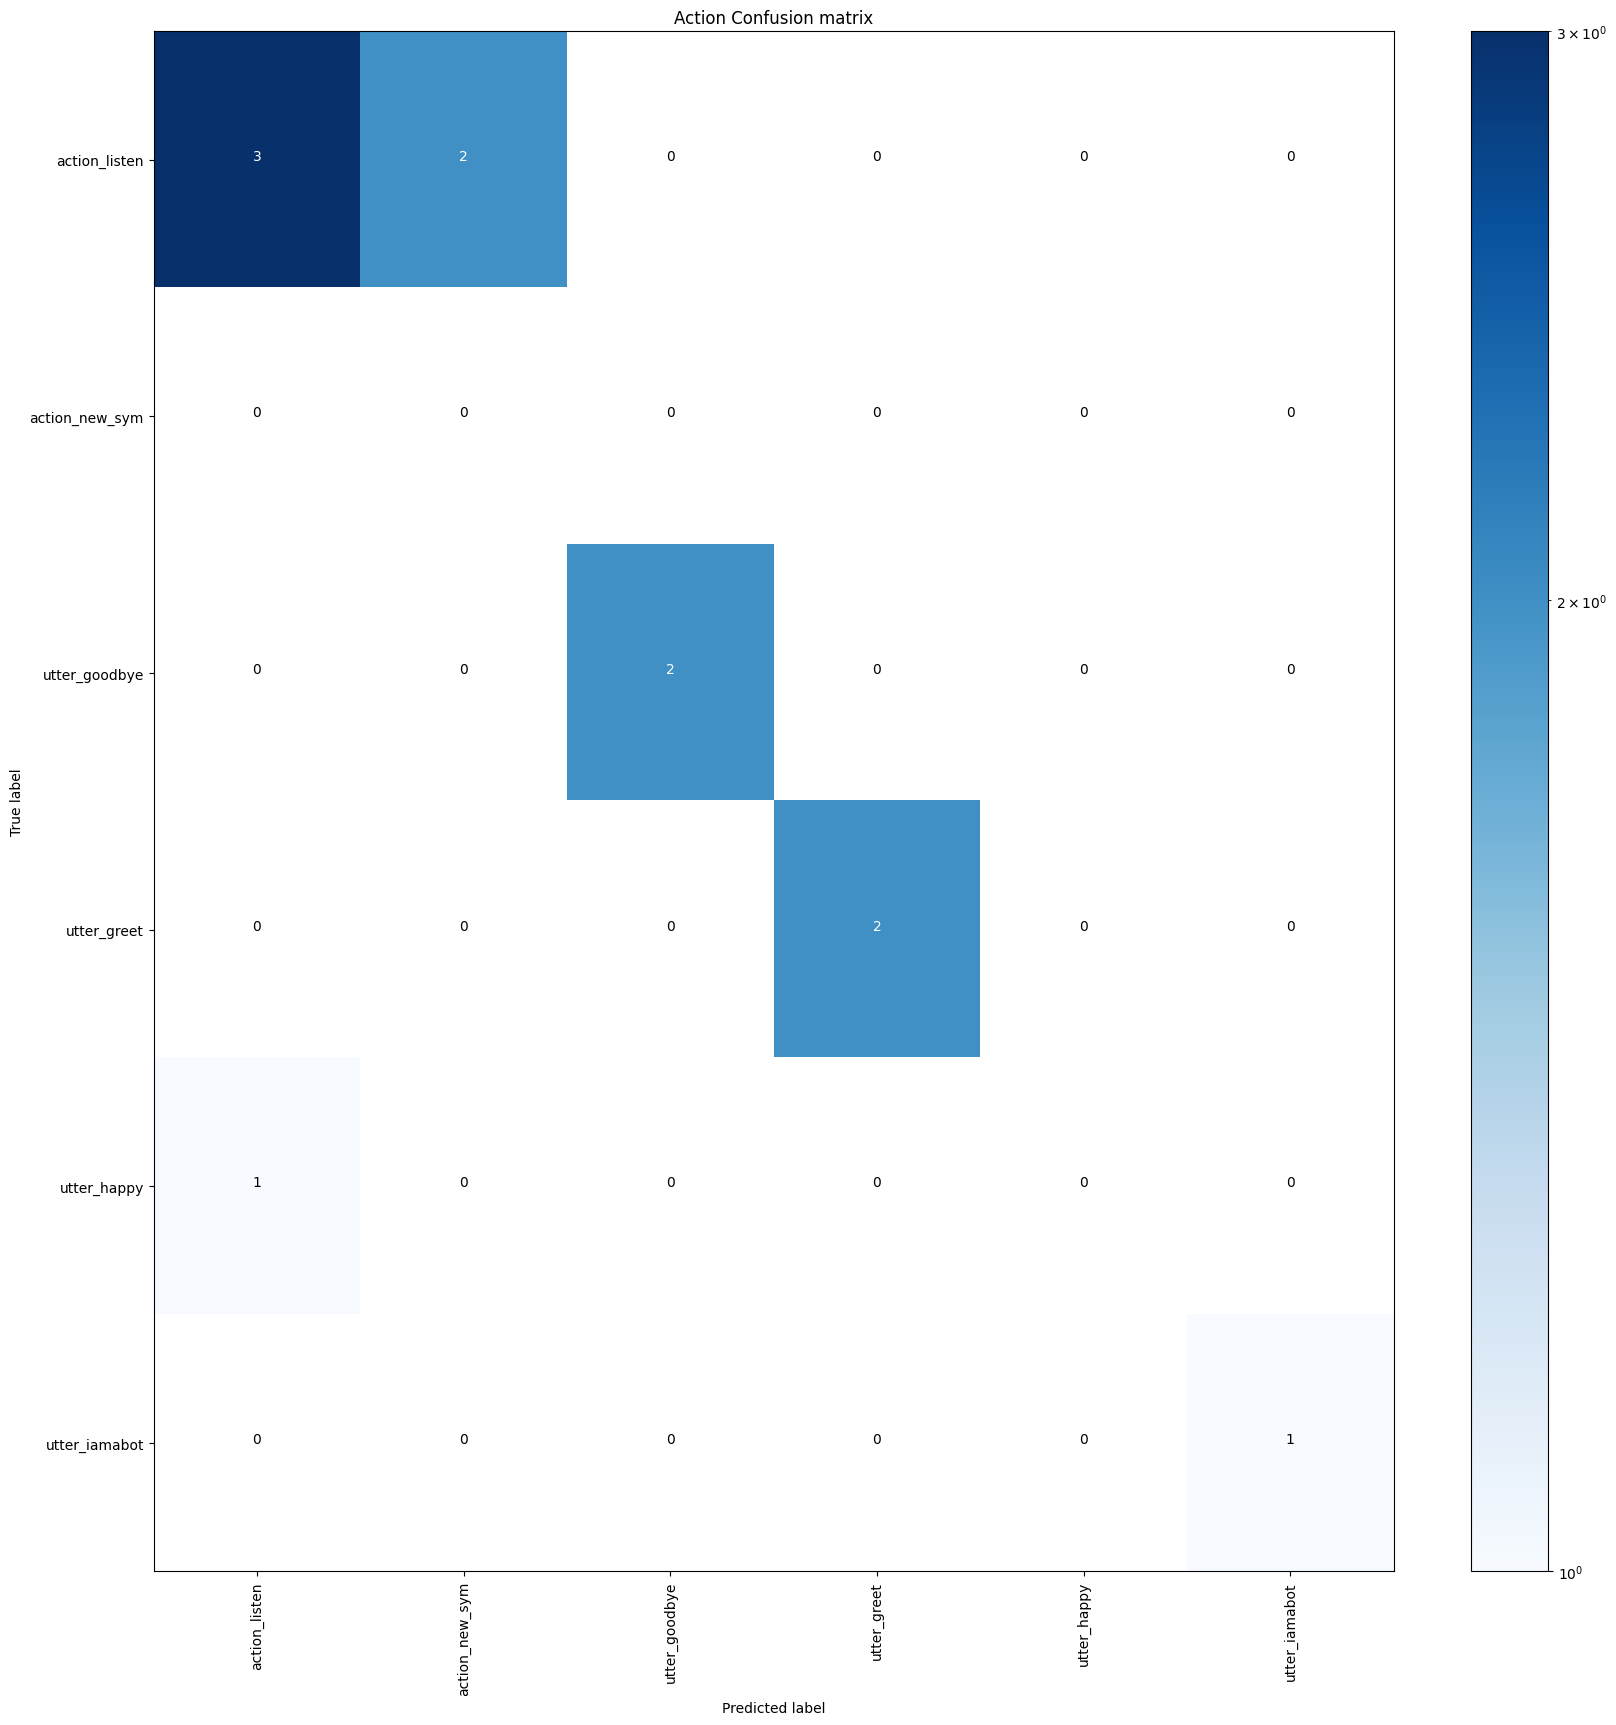 Action Confusion matrix
action_listen 3 2 0 0 0 0
action_new_sym 0 0 0 0 0 0
utter_goodbye 0 0 2 0 0 0
utter_greet 0 0 0 2 0 0
utter_happy 1 0 0 0 0 0
utter_iamabot 0 0 0 0 0 1
True label
action_listen
action_new_sym
utter_goodbye
utter_greet
utter_happy
utter_iamabot
Predicted label
3 × 10⁰
2 × 10⁰
10⁰